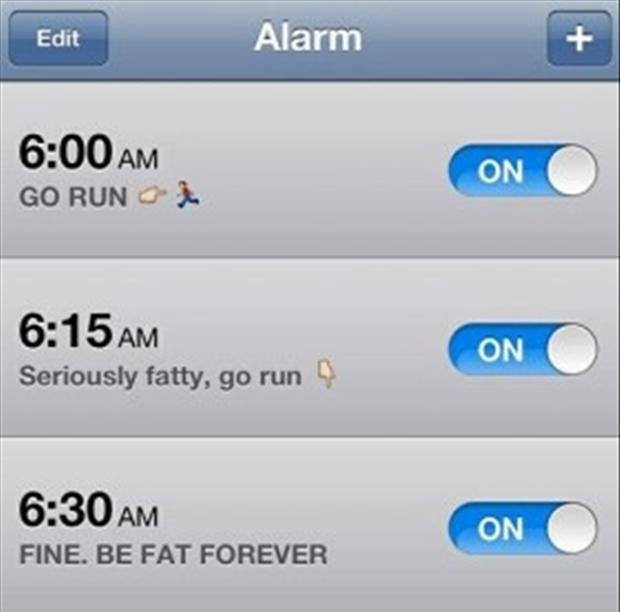 Edit Alarm +
6:00 AM
ON
GO RUN 👉🏃
6:15 AM
ON
Seriously fatty, go run 👇
6:30 AM
ON
FINE. BE FAT FOREVER